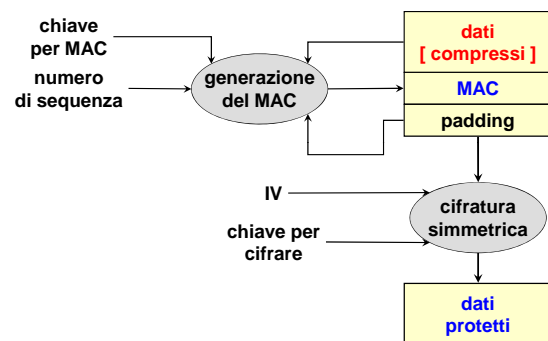 chiave
per MAC
numero
di sequenza
generazione
del MAC
dati
[ compressi ]
MAC
padding
IV
chiave per
cifrare
cifratura
simmetrica
dati
protetti